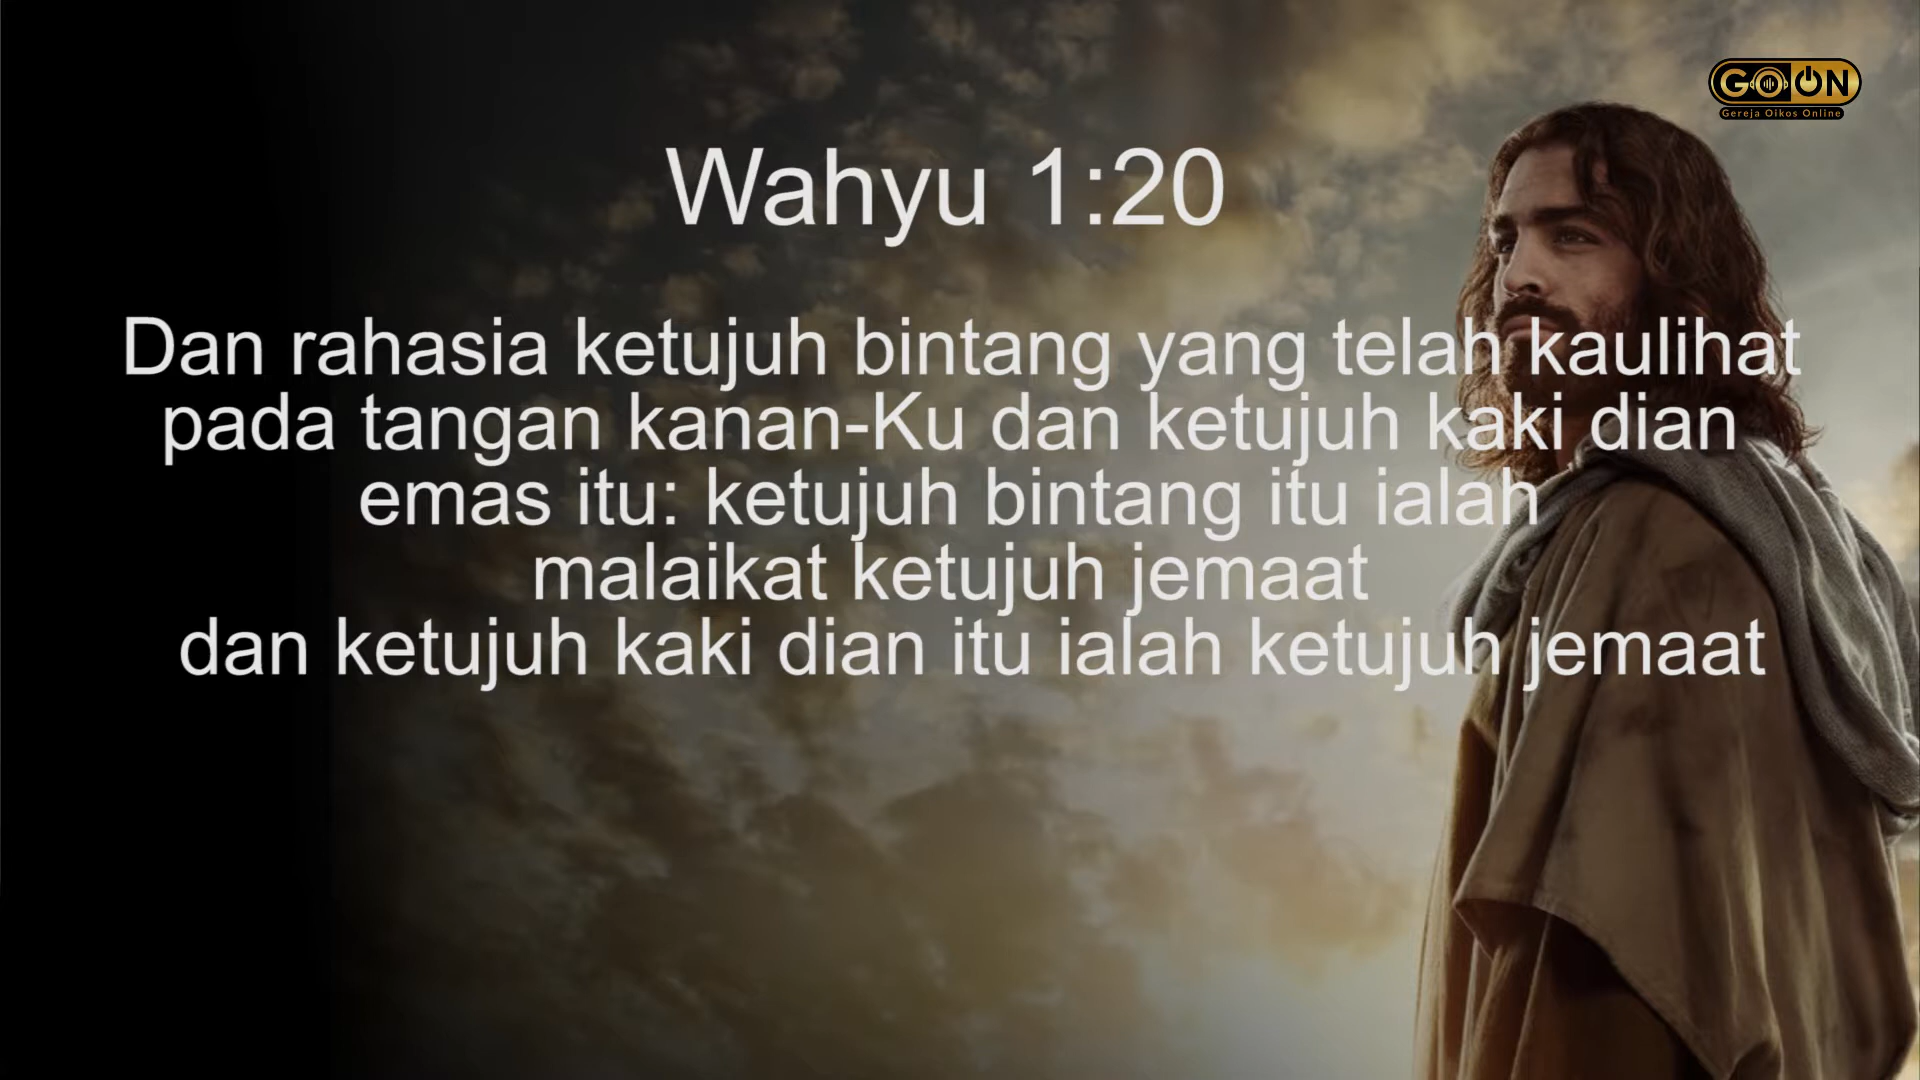 GOON
Gereja Oikos Online
Wahyu 1:20
Dan rahasia ketujuh bintang yang telah kaulihat
pada tangan kanan-Ku dan ketujuh kaki dian
emas itu: ketujuh bintang itu ialah
malaikat ketujuh jemaat
dan ketujuh kaki dian itu ialah ketujuh jemaat